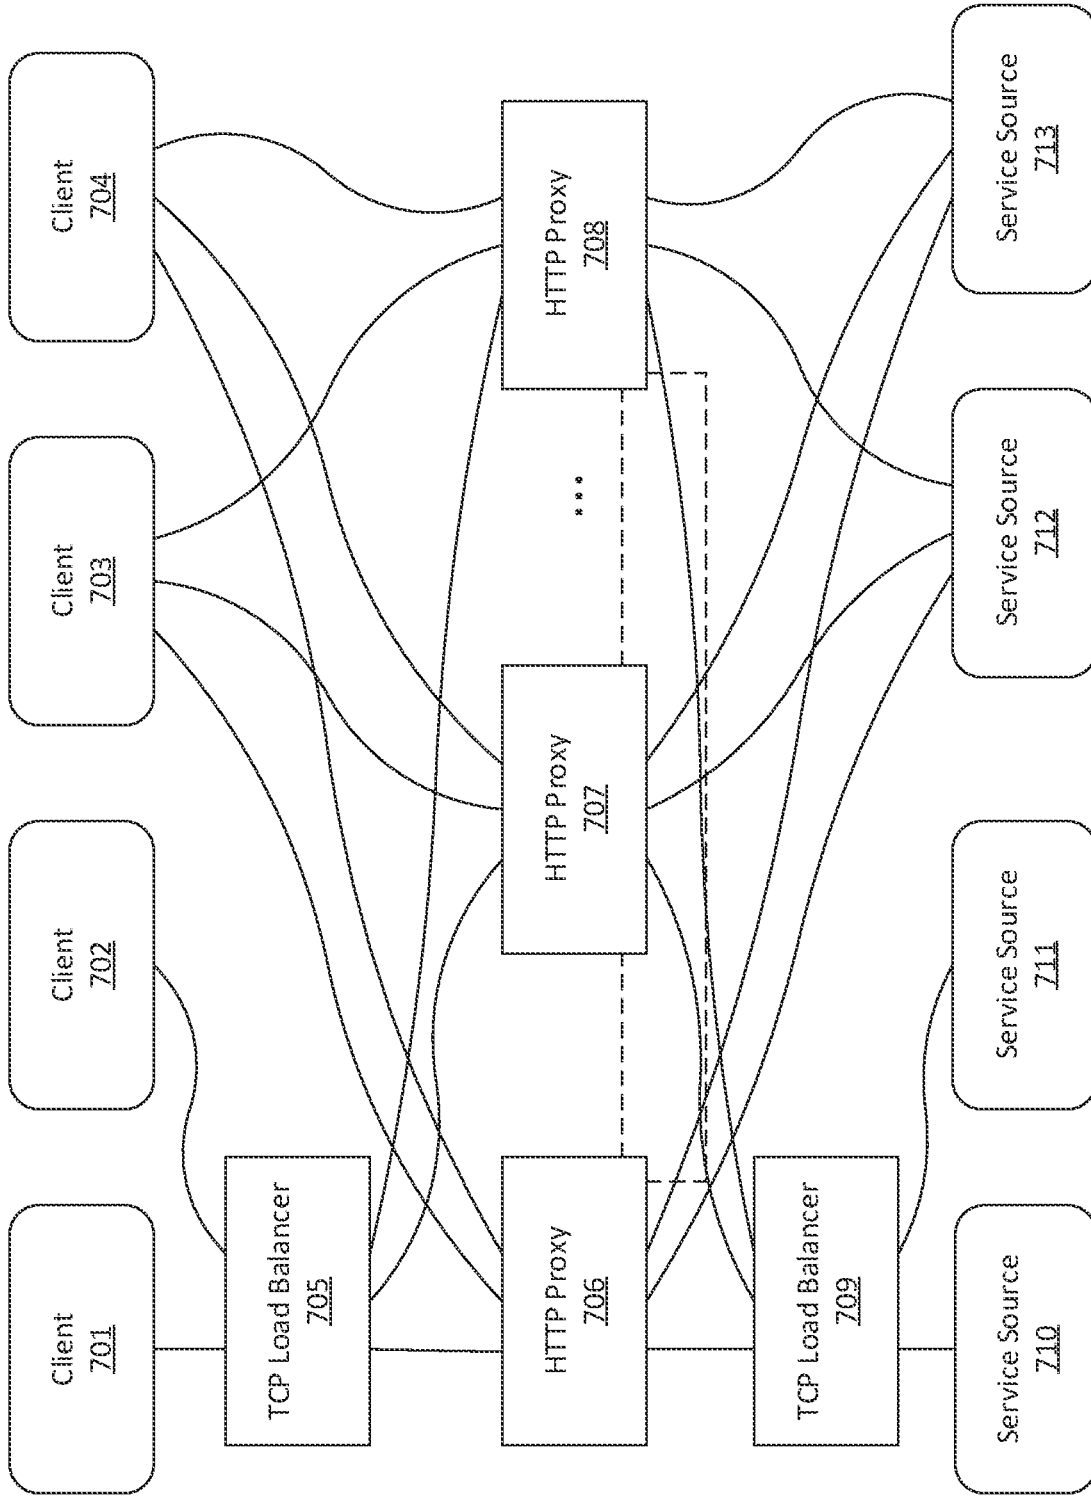 Client
701
Client
702
Client
703
Client
704
TCP Load Balancer
705
HTTP Proxy
706
HTTP Proxy
707
...
HTTP Proxy
708
TCP Load Balancer
709
Service Source
710
Service Source
711
Service Source
712
Service Source
713